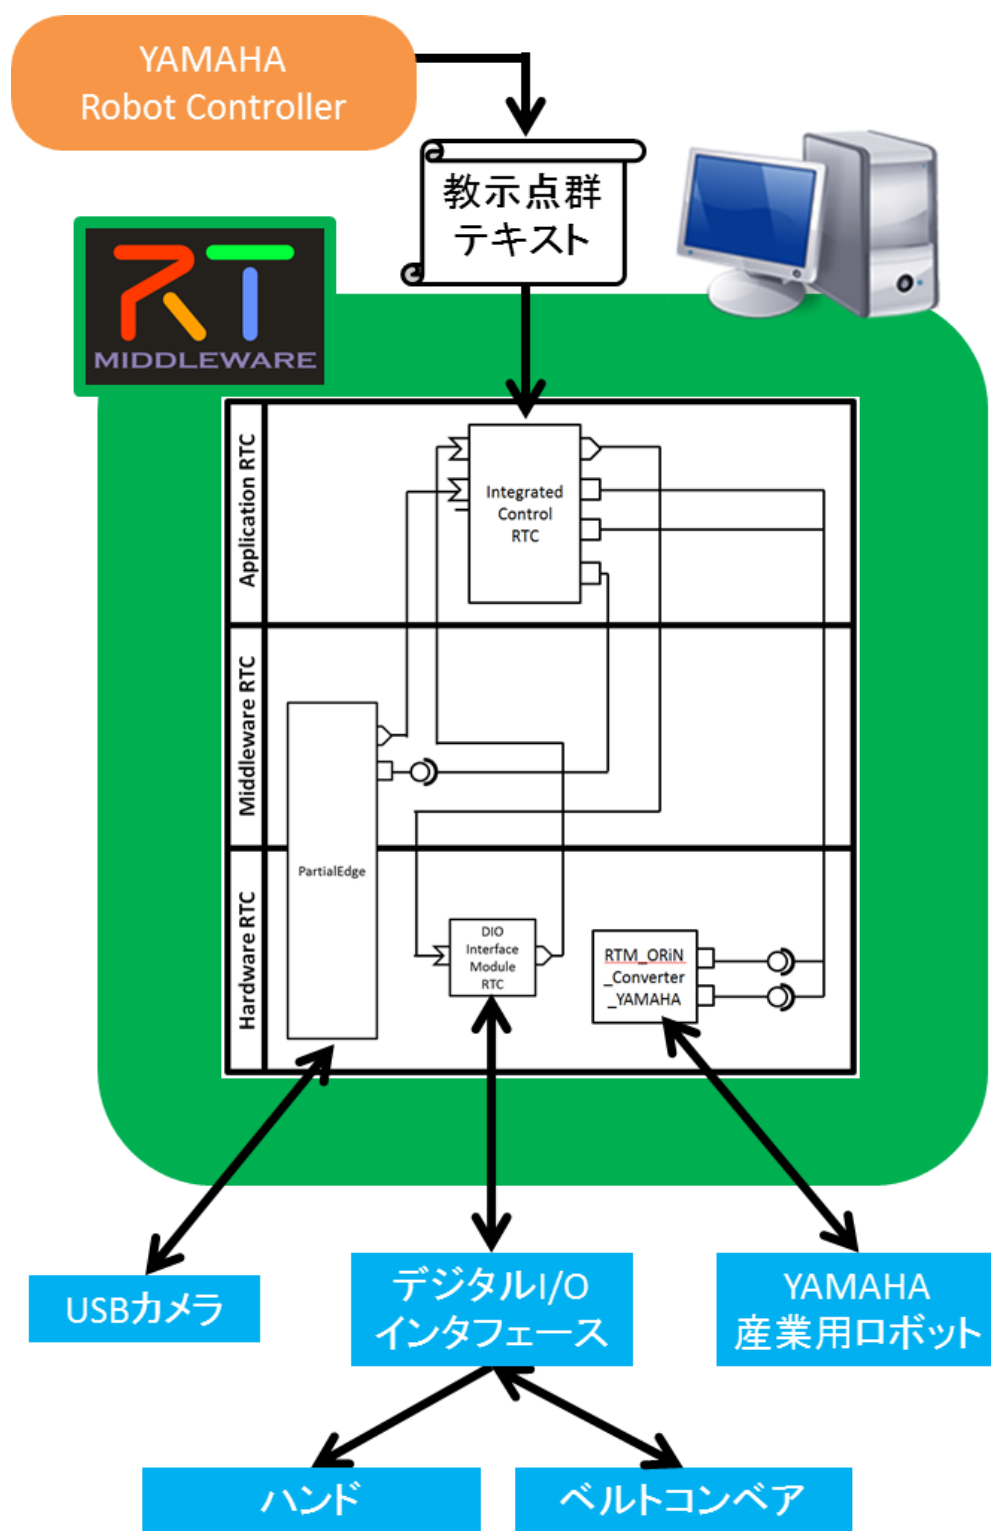 YAMAHA
Robot Controller
教示点群
テキスト
RT
MIDDLEWARE
Application RTC
Integrated
Control
RTC
Middleware RTC
PartialEdge
Hardware RTC
DIO
Interface
Module
RTC
RTM_ORiN
_Converter
_YAMAHA
USBカメラ
デジタルI/O
インタフェース
YAMAHA
産業用ロボット
ハンド
ベルトコンベア